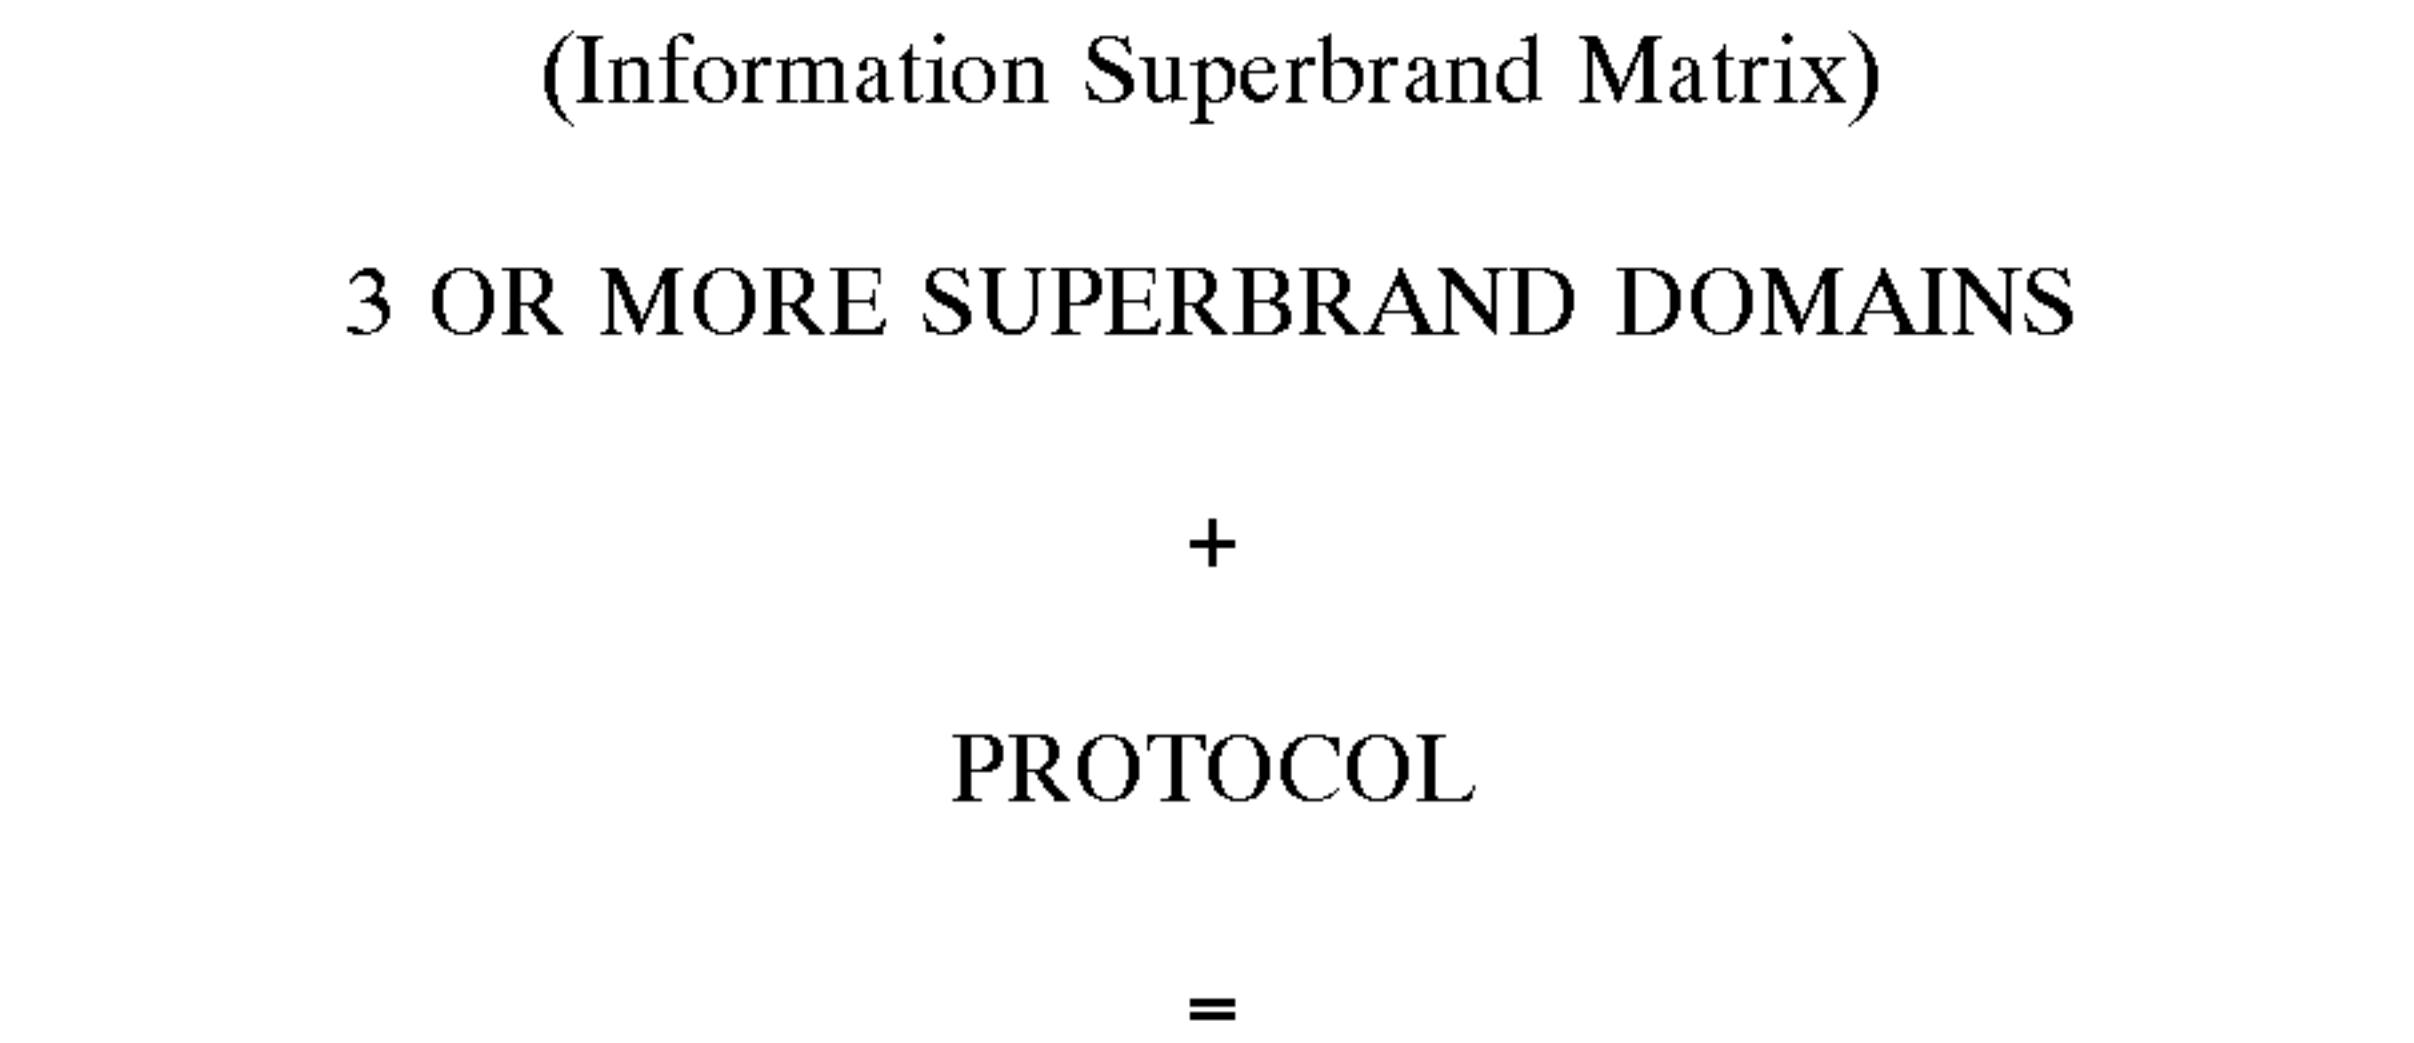 (Information Superbrand Matrix)
3 OR MORE SUPERBRAND DOMAINS
+
PROTOCOL
=